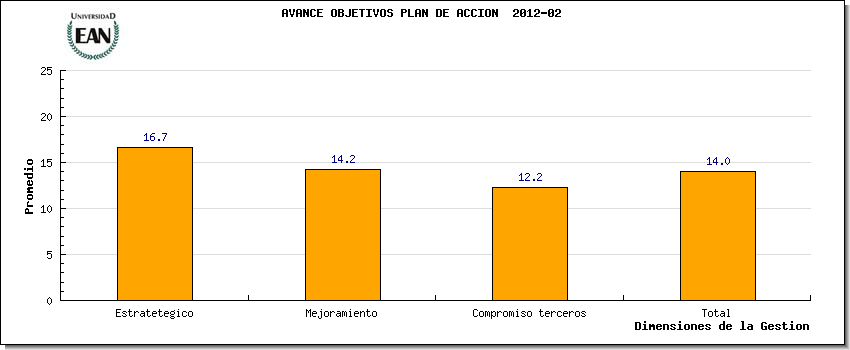 UNIVERSIDAD
EAN
AVANCE OBJETIVOS PLAN DE ACCION 2012-02
Promedio
25
20
15
10
5
0
16.7
14.2
12.2
14.0
Estratetegico
Mejoramiento
Compromiso terceros
Total
Dimensiones de la Gestion